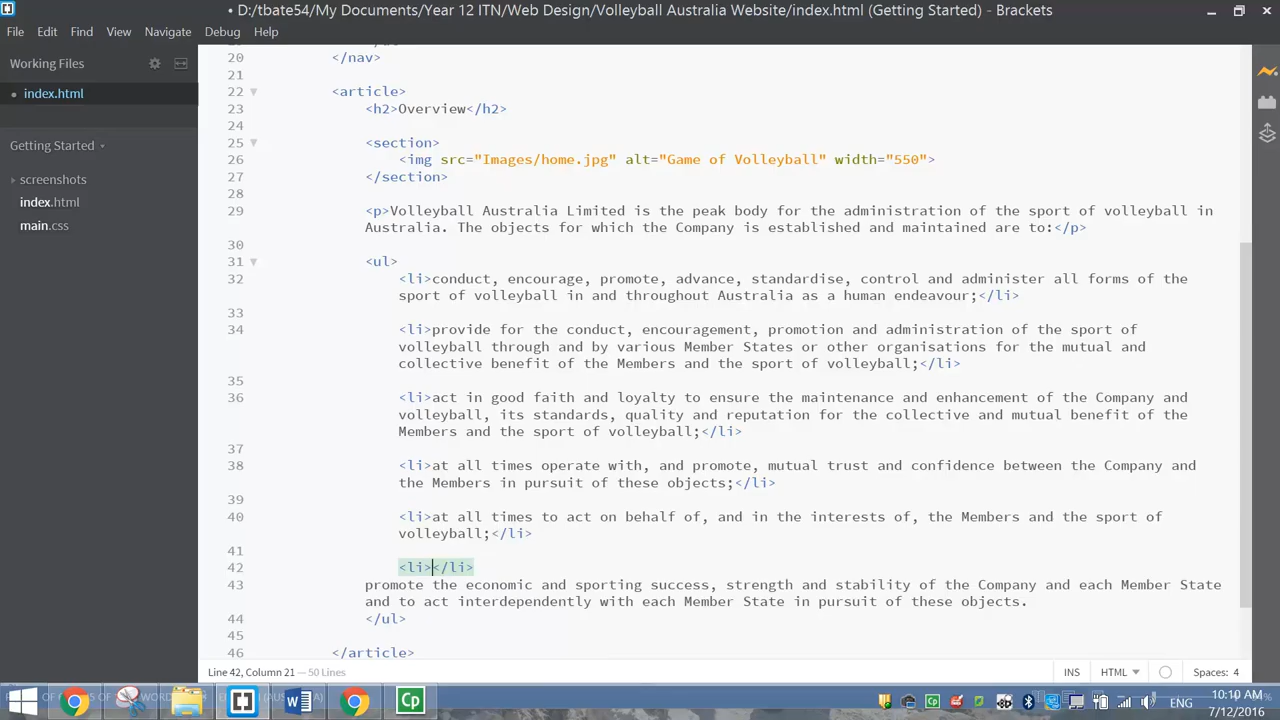 • D:/tbate54/My Documents/Year 12 ITN/Web Design/Volleyball Australia Website/index.html (Getting Started) - Brackets
File Edit Find View Navigate Debug Help
Working Files
• index.html
Getting Started
screenshots
index.html
main.css
20 </nav>
21
22 <article>
23 <h2>Overview</h2>
24
25 <section>
26 <img src="Images/home.jpg" alt="Game of Volleyball" width="550">
27 </section>
28
29 <p>Volleyball Australia Limited is the peak body for the administration of the sport of volleyball in
Australia. The objects for which the Company is established and maintained are to:</p>
30
31 <ul>
32 <li>conduct, encourage, promote, advance, standardise, control and administer all forms of the
sport of volleyball in and throughout Australia as a human endeavour;</li>
33
34 <li>provide for the conduct, encouragement, promotion and administration of the sport of
volleyball through and by various Member States or other organisations for the mutual and
collective benefit of the Members and the sport of volleyball;</li>
35
36 <li>act in good faith and loyalty to ensure the maintenance and enhancement of the Company and
volleyball, its standards, quality and reputation for the collective and mutual benefit of the
Members and the sport of volleyball;</li>
37
38 <li>at all times operate with, and promote, mutual trust and confidence between the Company and
the Members in pursuit of these objects;</li>
39
40 <li>at all times to act on behalf of, and in the interests of, the Members and the sport of
volleyball;</li>
41
42 <li></li>
43 promote the economic and sporting success, strength and stability of the Company and each Member State
and to act interdependently with each Member State in pursuit of these objects.
44 </ul>
45
46 </article>
Line 42, Column 21 — 50 Lines
INS HTML Spaces: 4
Cp
ENG
10:10 AM
7/12/2016